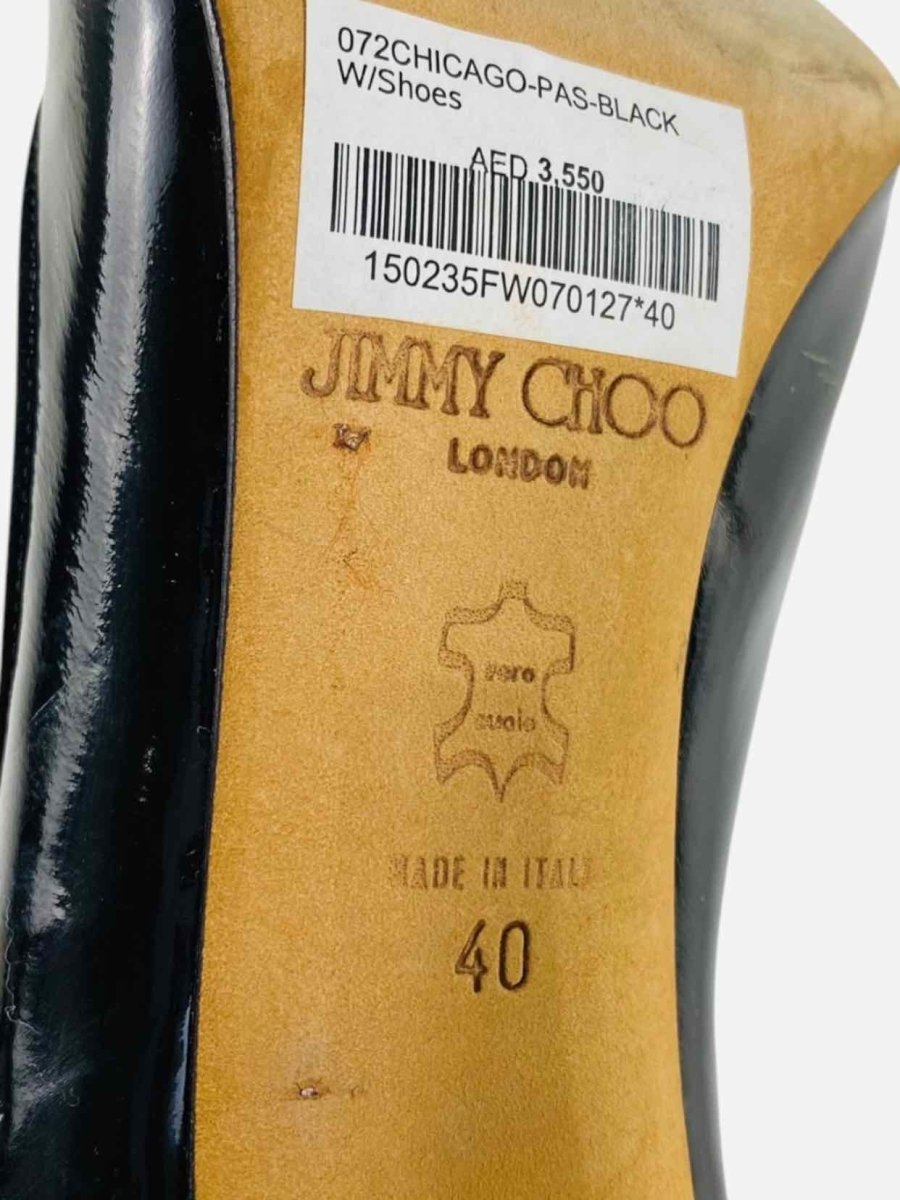 072CHICAGO-PAS-BLACK
W/Shoes
AED 3,550
150235FW070127*40
JIMMY CHOO
LONDON
vero
cuoio
MADE IN ITALY
40